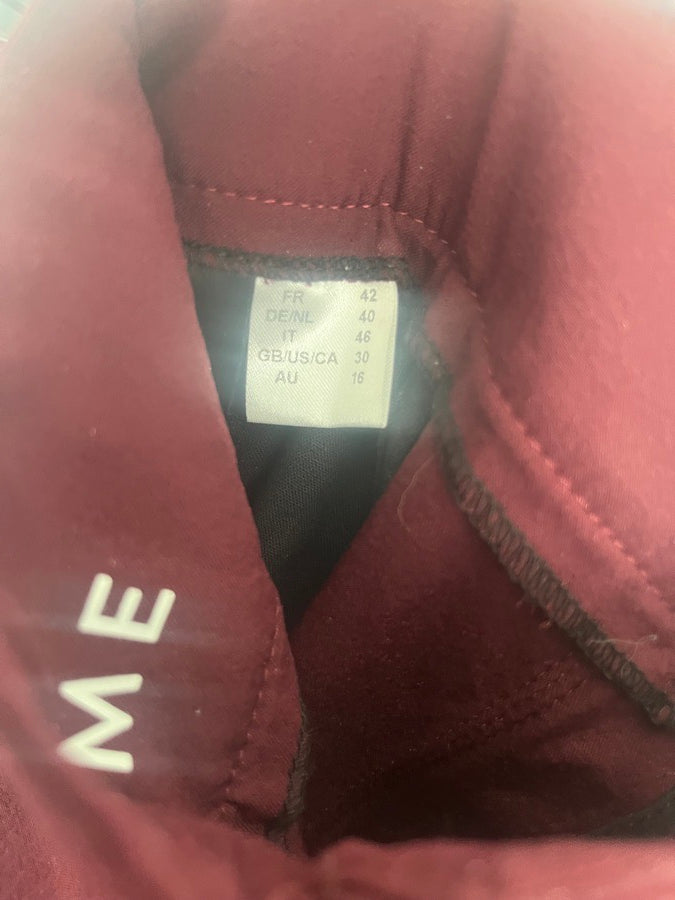 FR 42
DE/NL 40
IT 46
GB/US/CA 30
AU 16
ME